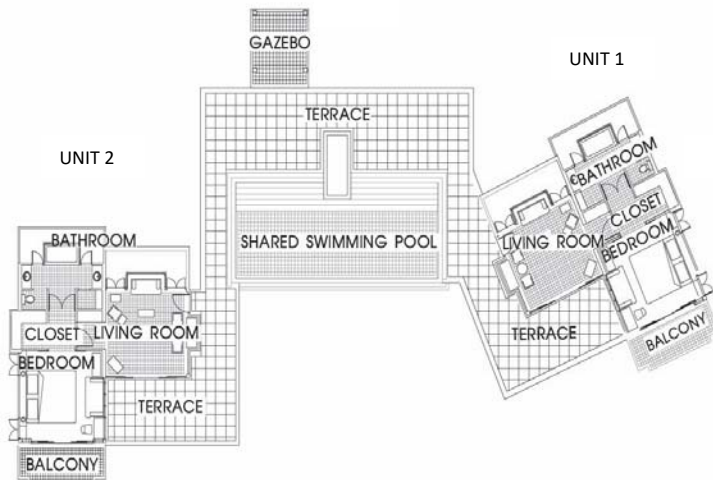 GAZEBO
UNIT 1
TERRACE
UNIT 2
BATHROOM
CLOSET
LIVING ROOM
BEDROOM
TERRACE
BALCONY
SHARED SWIMMING POOL
BATHROOM
CLOSET
LIVING ROOM
BEDROOM
TERRACE
BALCONY